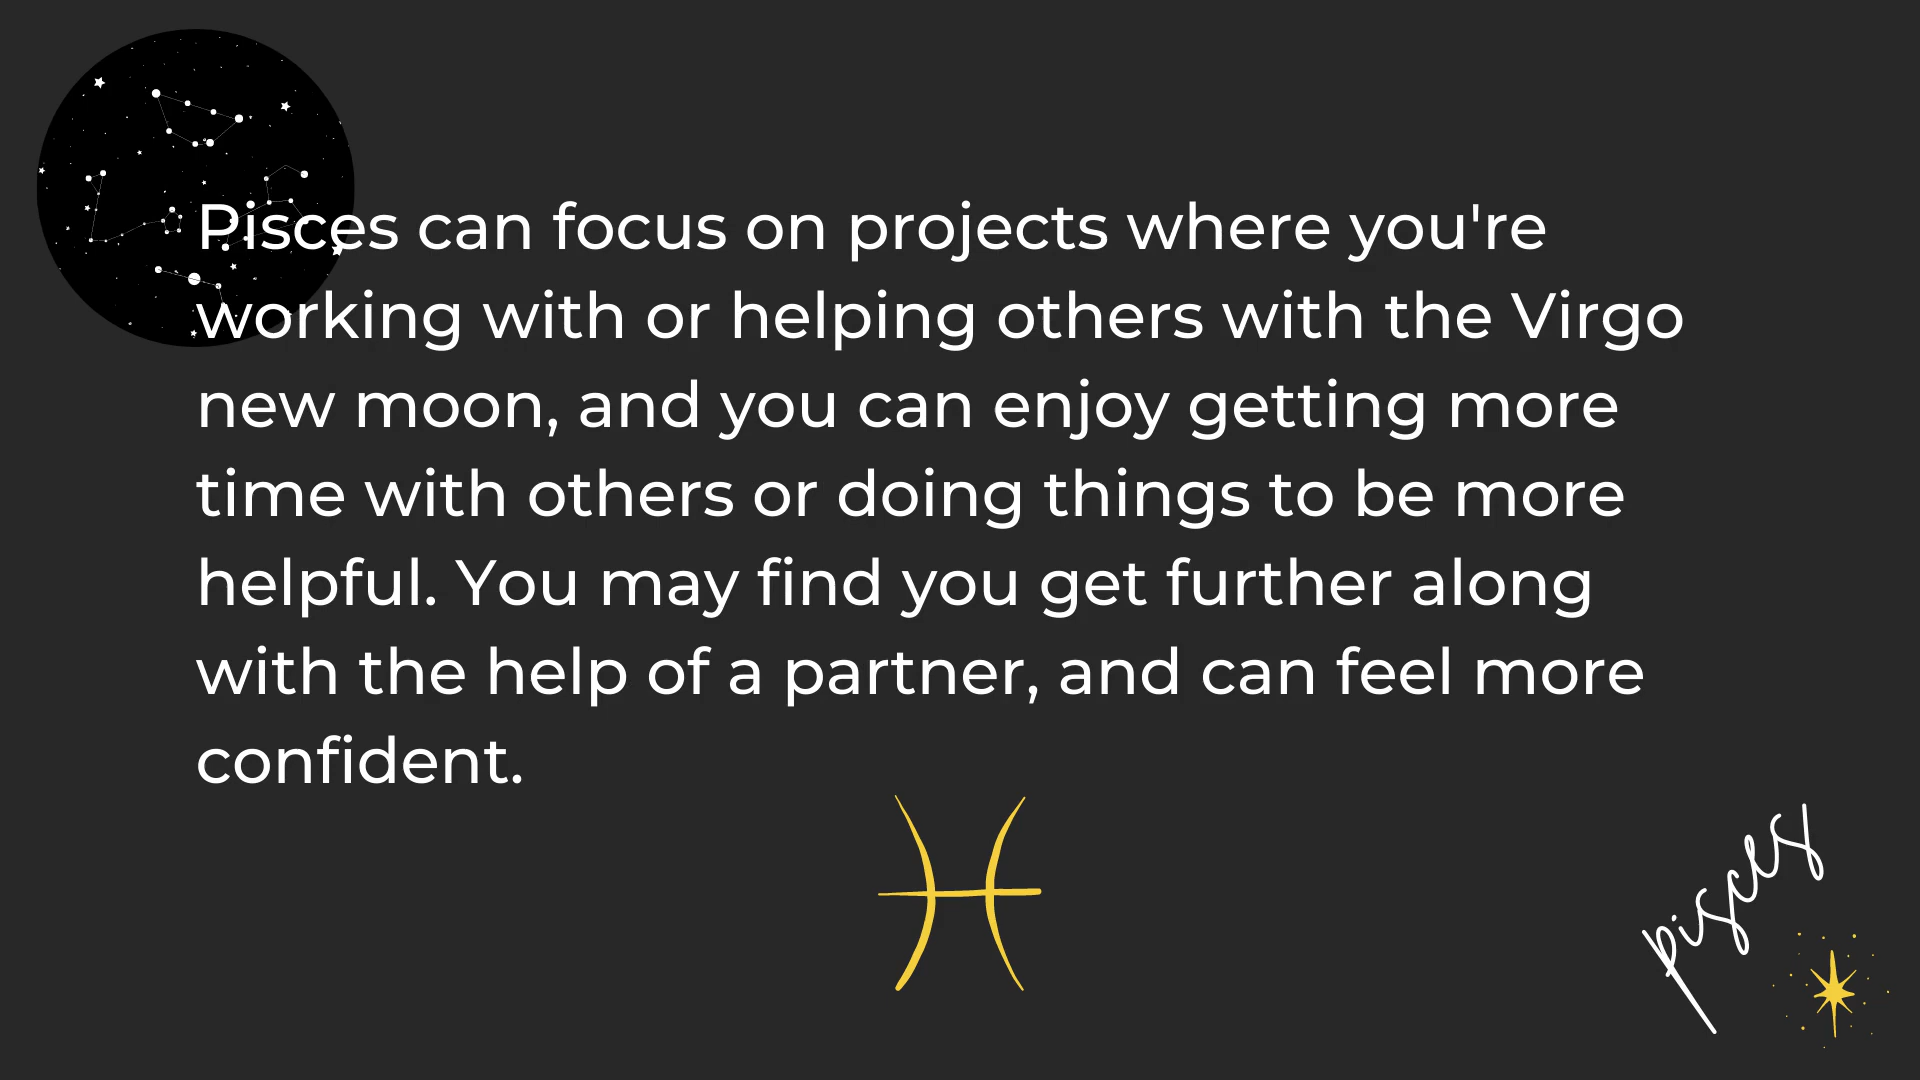 Pisces can focus on projects where you're
working with or helping others with the Virgo
new moon, and you can enjoy getting more
time with others or doing things to be more
helpful. You may find you get further along
with the help of a partner, and can feel more
confident.
pisces